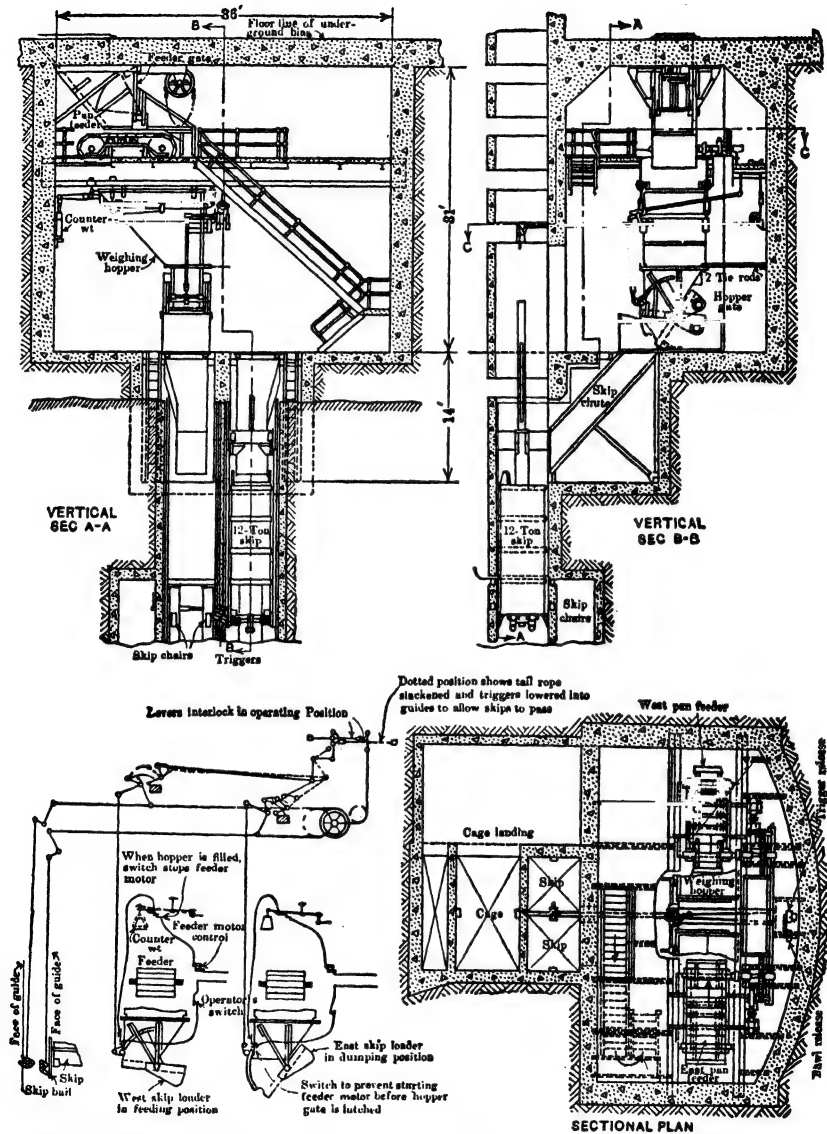 36'
B
Floor line of under-
ground bins
Feeder gate
Pan
feeder
Counter
wt
Weighing
hopper
31'
14'
VERTICAL
SEC A-A
12-Ton
skip
Skip chairs
B
Triggers
A
C
C
2 Tie rods
Hopper
gate
Skip
chute
VERTICAL
SEC B-B
12-Ton
skip
Skip
chairs
A
Dotted position shows tail rope
slackened and triggers lowered into
guides to allow skips to pass
Levers interlock in operating Position
When hopper is filled,
switch stops feeder
motor
Feeder motor
control
Counter
wt
Feeder
Operator's
switch
Face of guide
Face of guide
Skip
Skip bail
West skip loader
in feeding position
East skip loader
in dumping position
Switch to prevent starting
feeder motor before hopper
gate is latched
West pan feeder
Trigger release
Cage landing
Skip
Cage
Skip
Weighing
hopper
East pan
feeder
release
SECTIONAL PLAN